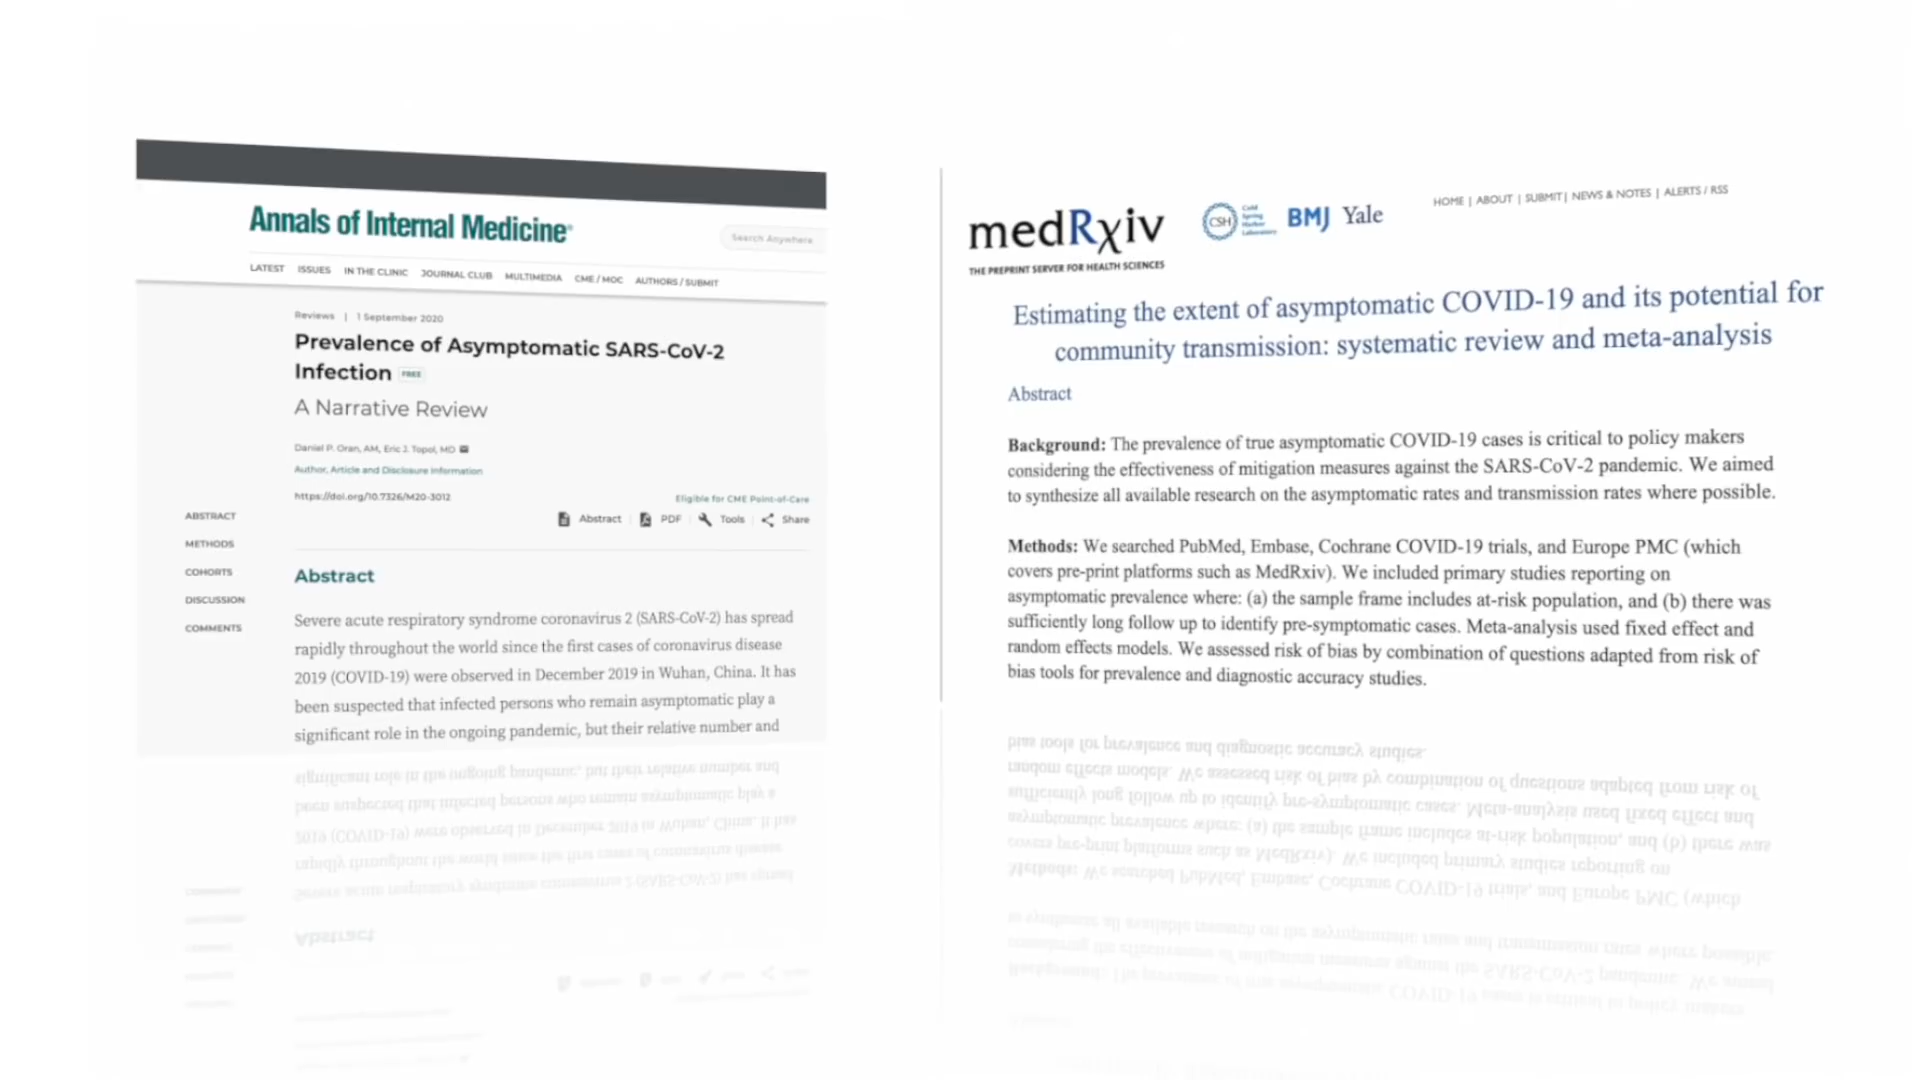 Annals of Internal Medicine®
Search Anywhere
LATEST ISSUES IN THE CLINIC JOURNAL CLUB MULTIMEDIA CME / MOC AUTHORS / SUBMIT
Reviews | 1 September 2020
Prevalence of Asymptomatic SARS-CoV-2
Infection FREE
A Narrative Review
Daniel P. Oran, AM, Eric J. Topol, MD
Author, Article and Disclosure Information
https://doi.org/10.7326/M20-3012
Eligible for CME Point-of-Care
Abstract | PDF | Tools | Share
ABSTRACT
METHODS
COHORTS
DISCUSSION
COMMENTS
Abstract
Severe acute respiratory syndrome coronavirus 2 (SARS-CoV-2) has spread
rapidly throughout the world since the first cases of coronavirus disease
2019 (COVID-19) were observed in December 2019 in Wuhan, China. It has
been suspected that infected persons who remain asymptomatic play a
significant role in the ongoing pandemic, but their relative number and
medRxiv
THE PREPRINT SERVER FOR HEALTH SCIENCES
CSH Cold
Spring
Harbor
Laboratory
BMJ Yale
HOME | ABOUT | SUBMIT | NEWS & NOTES | ALERTS / RSS
Estimating the extent of asymptomatic COVID-19 and its potential for
community transmission: systematic review and meta-analysis
Abstract
Background: The prevalence of true asymptomatic COVID-19 cases is critical to policy makers
considering the effectiveness of mitigation measures against the SARS-CoV-2 pandemic. We aimed
to synthesize all available research on the asymptomatic rates and transmission rates where possible.
Methods: We searched PubMed, Embase, Cochrane COVID-19 trials, and Europe PMC (which
covers pre-print platforms such as MedRxiv). We included primary studies reporting on
asymptomatic prevalence where: (a) the sample frame includes at-risk population, and (b) there was
sufficiently long follow up to identify pre-symptomatic cases. Meta-analysis used fixed effect and
random effects models. We assessed risk of bias by combination of questions adapted from risk of
bias tools for prevalence and diagnostic accuracy studies.